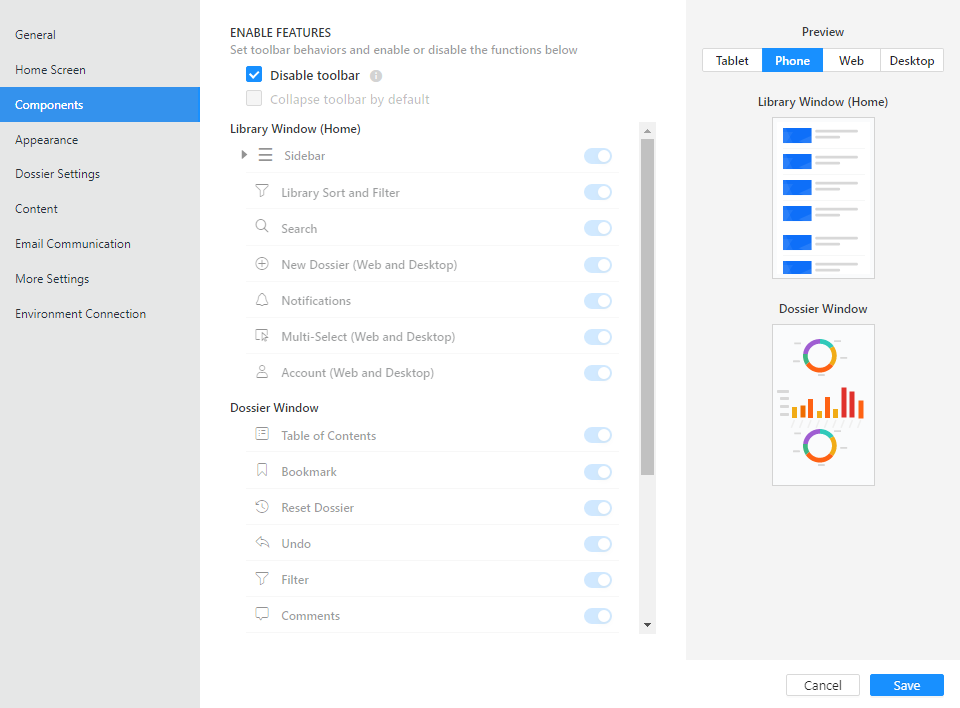 General
Home Screen
Components
Appearance
Dossier Settings
Content
Email Communication
More Settings
Environment Connection
ENABLE FEATURES
Set toolbar behaviors and enable or disable the functions below
Disable toolbar
Collapse toolbar by default
Library Window (Home)
Sidebar
Library Sort and Filter
Search
New Dossier (Web and Desktop)
Notifications
Multi-Select (Web and Desktop)
Account (Web and Desktop)
Dossier Window
Table of Contents
Bookmark
Reset Dossier
Undo
Filter
Comments
Preview
Tablet Phone Web Desktop
Library Window (Home)
Dossier Window
Cancel Save